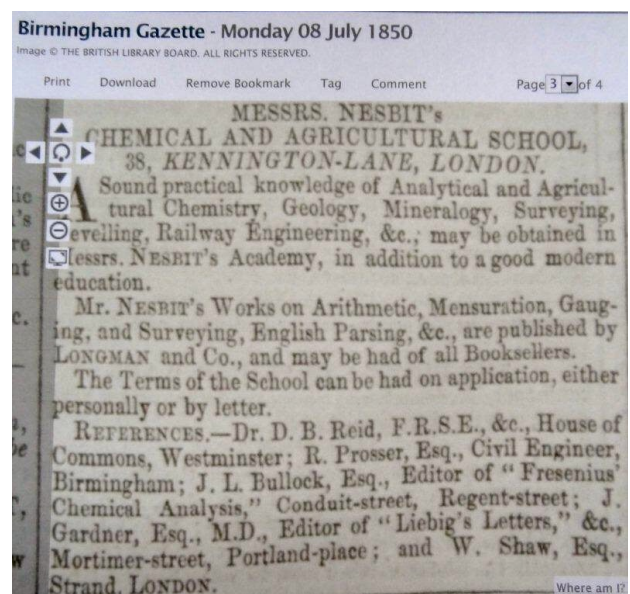 Birmingham Gazette - Monday 08 July 1850
Image © THE BRITISH LIBRARY BOARD. ALL RIGHTS RESERVED.
Print Download Remove Bookmark Tag Comment Page 3 of 4
MESSRS. NESBIT's
CHEMICAL AND AGRICULTURAL SCHOOL,
38, KENNINGTON-LANE, LONDON.
A Sound practical knowledge of Analytical and Agricul-
tural Chemistry, Geology, Mineralogy, Surveying,
evelling, Railway Engineering, &c., may be obtained in
essrs. NESBIT's Academy, in addition to a good modern
education.
Mr. NESBIT's Works on Arithmetic, Mensuration, Gaug-
ing, and Surveying, English Parsing, &c., are published by
LONGMAN and Co., and may be had of all Booksellers.
The Terms of the School can be had on application, either
personally or by letter.
REFERENCES.—Dr. D. B. Reid, F.R.S.E., &c., House of
Commons, Westminster; R. Prosser, Esq., Civil Engineer,
Birmingham; J. L. Bullock, Esq., Editor of "Fresenius'
Chemical Analysis," Conduit-street, Regent-street; J.
Gardner, Esq., M.D., Editor of "Liebig's Letters," &c.,
Mortimer-street, Portland-place; and W. Shaw, Esq.,
Strand, LONDON.
Where am I?